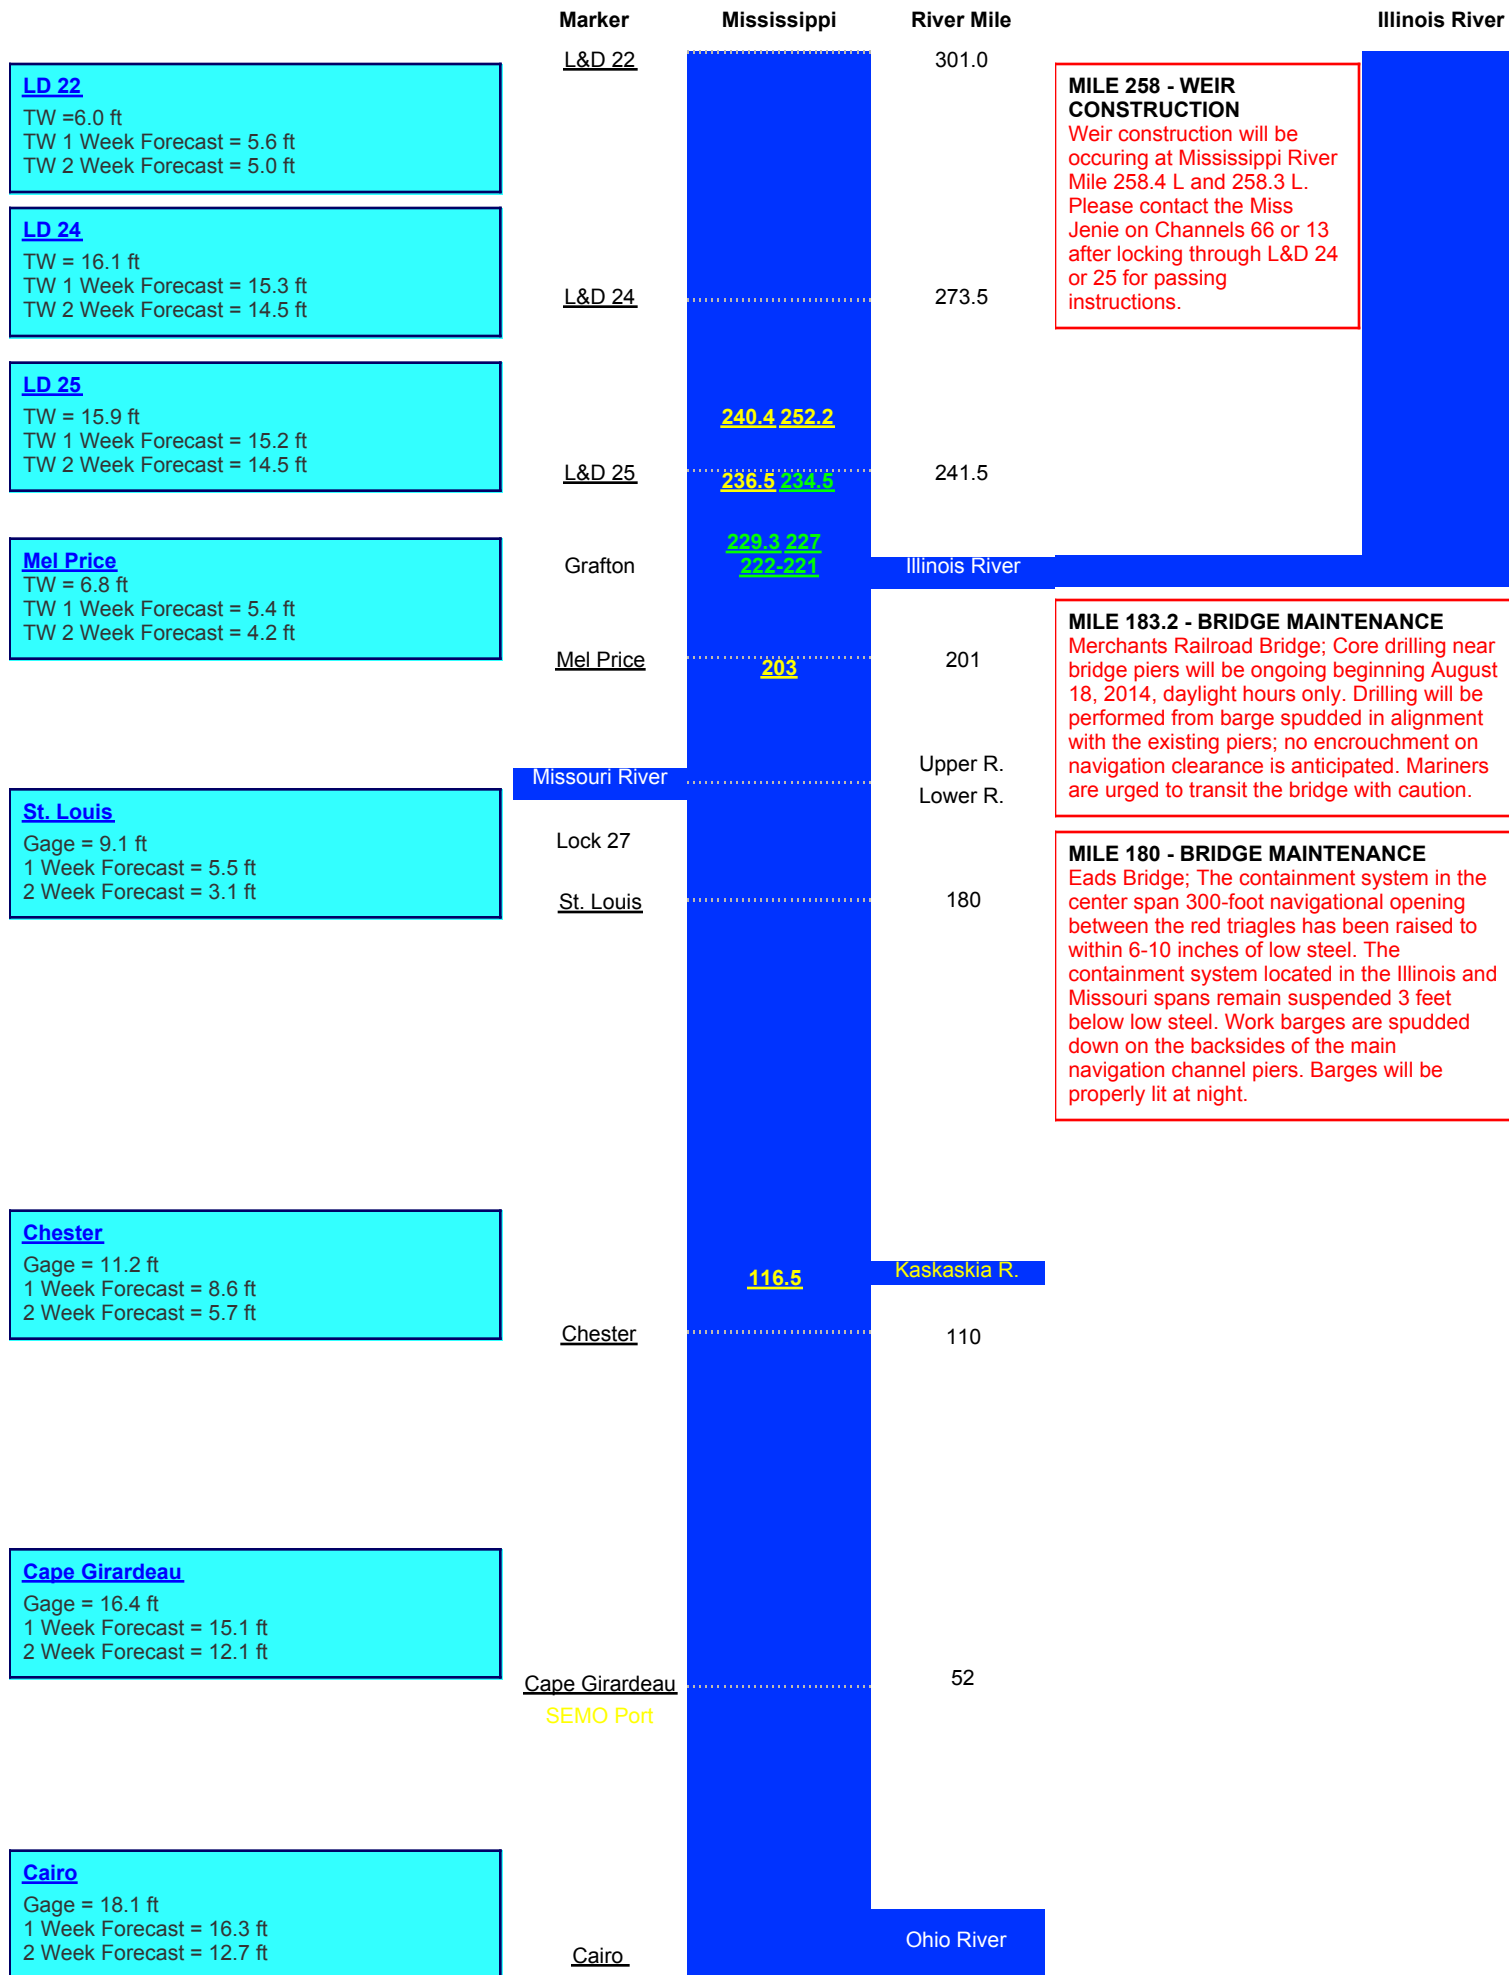 Marker Mississippi River Mile Illinois River
L&D 22 301.0
LD 22
TW =6.0 ft
TW 1 Week Forecast = 5.6 ft
TW 2 Week Forecast = 5.0 ft
MILE 258 - WEIR
CONSTRUCTION
Weir construction will be
occuring at Mississippi River
Mile 258.4 L and 258.3 L.
Please contact the Miss
Jenie on Channels 66 or 13
after locking through L&D 24
or 25 for passing
instructions.
LD 24
TW = 16.1 ft
TW 1 Week Forecast = 15.3 ft
TW 2 Week Forecast = 14.5 ft
L&D 24 273.5
LD 25
TW = 15.9 ft
TW 1 Week Forecast = 15.2 ft
TW 2 Week Forecast = 14.5 ft
240.4 252.2
L&D 25 241.5
236.5 234.5
229.3 227
Grafton 222-221 Illinois River
Mel Price
TW = 6.8 ft
TW 1 Week Forecast = 5.4 ft
TW 2 Week Forecast = 4.2 ft
Mel Price 203 201
MILE 183.2 - BRIDGE MAINTENANCE
Merchants Railroad Bridge; Core drilling near
bridge piers will be ongoing beginning August
18, 2014, daylight hours only. Drilling will be
performed from barge spudded in alignment
with the existing piers; no encrouchment on
navigation clearance is anticipated. Mariners
are urged to transit the bridge with caution.
Upper R.
Missouri River
Lower R.
St. Louis
Gage = 9.1 ft
1 Week Forecast = 5.5 ft
2 Week Forecast = 3.1 ft
Lock 27
St. Louis 180
MILE 180 - BRIDGE MAINTENANCE
Eads Bridge; The containment system in the
center span 300-foot navigational opening
between the red triagles has been raised to
within 6-10 inches of low steel. The
containment system located in the Illinois and
Missouri spans remain suspended 3 feet
below low steel. Work barges are spudded
down on the backsides of the main
navigation channel piers. Barges will be
properly lit at night.
Chester
Gage = 11.2 ft
1 Week Forecast = 8.6 ft
2 Week Forecast = 5.7 ft
116.5 Kaskaskia R.
Chester 110
Cape Girardeau
Gage = 16.4 ft
1 Week Forecast = 15.1 ft
2 Week Forecast = 12.1 ft
Cape Girardeau 52
SEMO Port
Cairo
Gage = 18.1 ft
1 Week Forecast = 16.3 ft
2 Week Forecast = 12.7 ft
Ohio River
Cairo